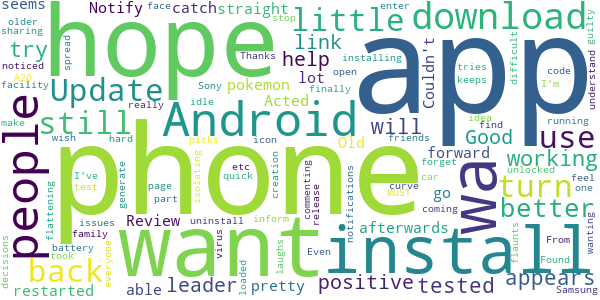 seems Notify face catch straight stop little download enter
older
sharing hope link app
try
noticed spread Thanks help installing Couldn't difficult tries code understand guilty
A20 Update Sony lot open keeps I'm
facility Acted pokemon finally
really idle
make still Android will idea running use
people wish hard picks Old friends find Good
phone isolating icon forward wa working
I've etc forget unlocked feel
test generate page quick creation commenting release notifications curve car turn one
flattening part MUST go coming better wanting
issues Review uninstall inform afterwards flaunts From
family
want install
back battery virus Even appears
decisions took everyone able leader laughs loaded pretty positive tested Found
restarted Samsung